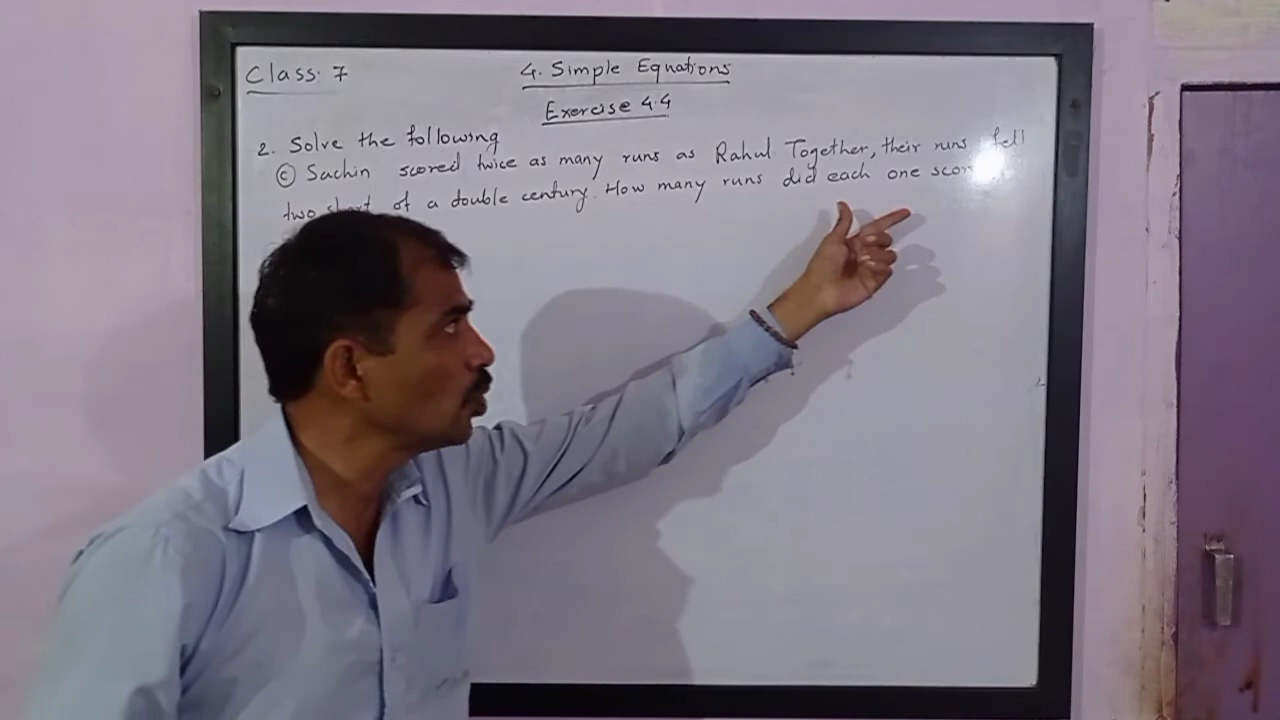 Class: 7
4. Simple Equations
Exercise 4.4
2. Solve the following
ⓒ Sachin scored twice as many runs as Rahul. Together, their runs fell
two short of a double century. How many runs did each one